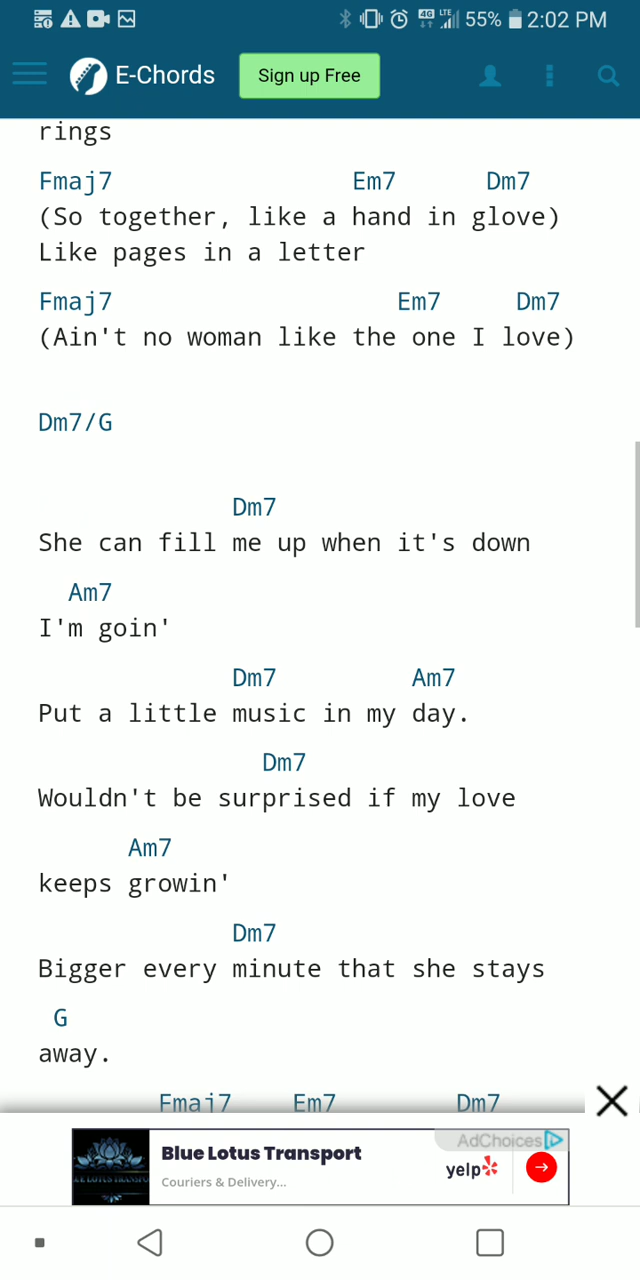 4G LTE 55% 2:02 PM
E-Chords Sign up Free
rings
Fmaj7 Em7 Dm7
(So together, like a hand in glove)
Like pages in a letter
Fmaj7 Em7 Dm7
(Ain't no woman like the one I love)
Dm7/G
Dm7
She can fill me up when it's down
Am7
I'm goin'
Dm7 Am7
Put a little music in my day.
Dm7
Wouldn't be surprised if my love
Am7
keeps growin'
Dm7
Bigger every minute that she stays
G
away.
Fmaj7 Em7 Dm7
AdChoices
Blue Lotus Transport
yelp
Couriers & Delivery...